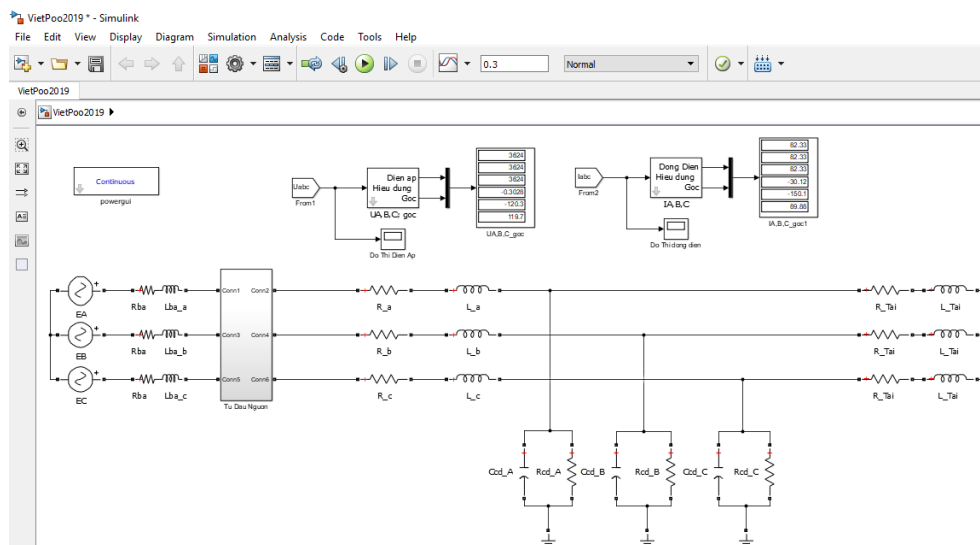 VietPoo2019 * - Simulink
File Edit View Display Diagram Simulation Analysis Code Tools Help
0.3 Normal
VietPoo2019
VietPoo2019
Continuous
powergui
Uabc
From1
Dien ap
Hieu dung
Goc
UA,B,C; goc
3624
3624
3624
-0.3026
-120.3
119.7
UA,B,C_goc
Do Thi Dien Ap
Iabc
From2
Dong Dien
Hieu dung
Goc
IA,B,C
62.33
62.33
62.33
-30.12
-150.1
89.88
IA,B,C_goc1
Do Thi dong dien
EA Rba Lba_a Conn1 Conn2 R_a L_a R_Tai L_Tai
EB Rba Lba_b Conn3 Conn4 R_b L_b R_Tai L_Tai
EC Rba Lba_c Conn5 Conn6 R_c L_c R_Tai L_Tai
Tu Dau Nguon
Ccd_A Rcd_A Ccd_B Rcd_B Ccd_C Rcd_C